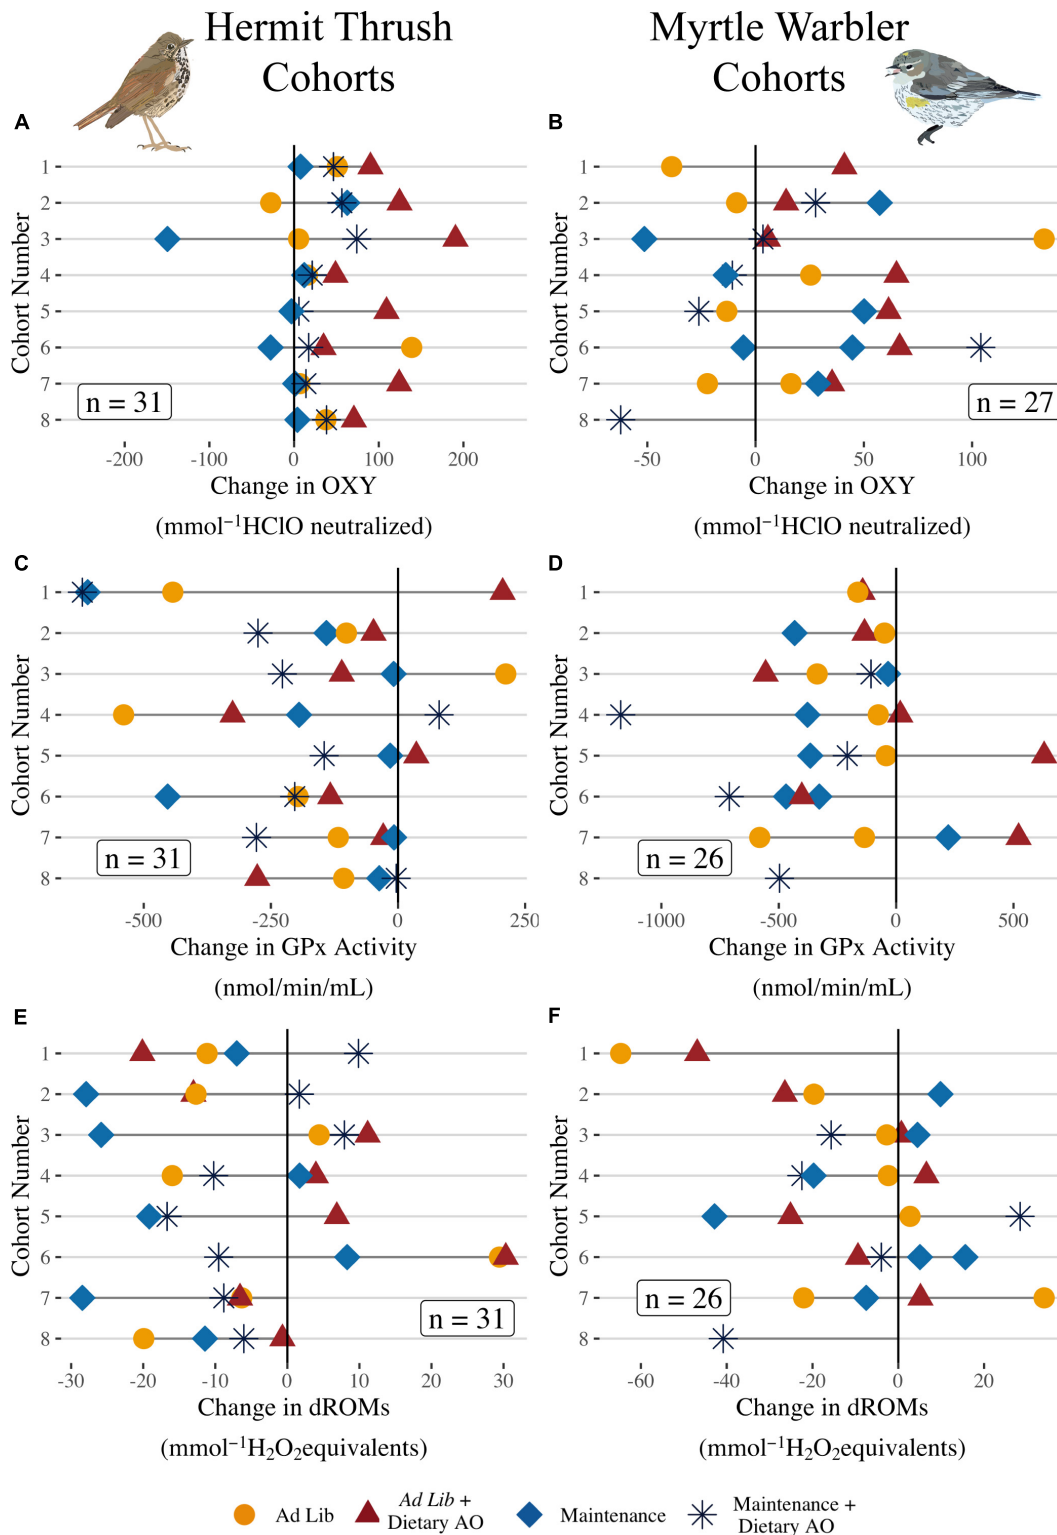 Hermit Thrush
Cohorts
Myrtle Warbler
Cohorts
A
Cohort Number
1
2
3
4
5
6
7
8
n = 31
-200 -100 0 100 200
Change in OXY
(mmol⁻¹HClO neutralized)
B
Cohort Number
1
2
3
4
5
6
7
8
n = 27
-50 0 50 100
Change in OXY
(mmol⁻¹HClO neutralized)
C
Cohort Number
1
2
3
4
5
6
7
8
n = 31
-500 -250 0 250
Change in GPx Activity
(nmol/min/mL)
D
Cohort Number
1
2
3
4
5
6
7
8
n = 26
-1000 -500 0 500
Change in GPx Activity
(nmol/min/mL)
E
Cohort Number
1
2
3
4
5
6
7
8
n = 31
-30 -20 -10 0 10 20 30
Change in dROMs
(mmol⁻¹H₂O₂equivalents)
F
Cohort Number
1
2
3
4
5
6
7
8
n = 26
-60 -40 -20 0 20
Change in dROMs
(mmol⁻¹H₂O₂equivalents)
Ad Lib
Ad Lib +
Dietary AO
Maintenance
Maintenance +
Dietary AO